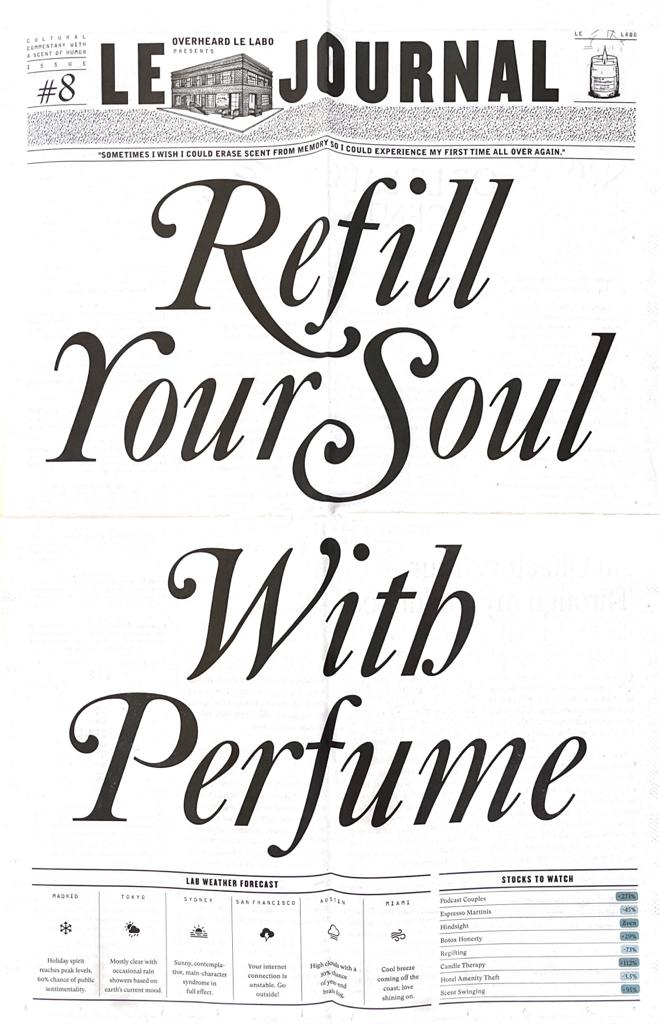 CULTURAL
COMMENTARY WITH
A SCENT OF HUMOR
ISSUE
#8
OVERHEARD LE LABO
PRESENTS
LE JOURNAL
LE LABO
"SOMETIMES I WISH I COULD ERASE SCENT FROM MEMORY SO I COULD EXPERIENCE MY FIRST TIME ALL OVER AGAIN."
Refill
Your Soul
With
Perfume
LAB WEATHER FORECAST
MADRID
Holiday spirit
reaches peak levels.
60% chance of public
sentimentality.
TOKYO
Mostly clear with
occasional rain
showers based on
earth's current mood.
SYDNEY
Sunny, contempla-
tive, main-character
syndrome in
full effect.
SAN FRANCISCO
Your internet
connection is
unstable. Go
outside!
AUSTIN
High clouds with a
30% chance
of year-end
brain fog.
MIAMI
Cool breeze
coming off the
coast; love
shining on.
STOCKS TO WATCH
Podcast Couples
Espresso Martinis -45%
Hindsight Even
Botox Honesty +29%
Regifting -73%
Candle Therapy +112%
Hotel Amenity Theft -3.5%
Scent Swinging +95%